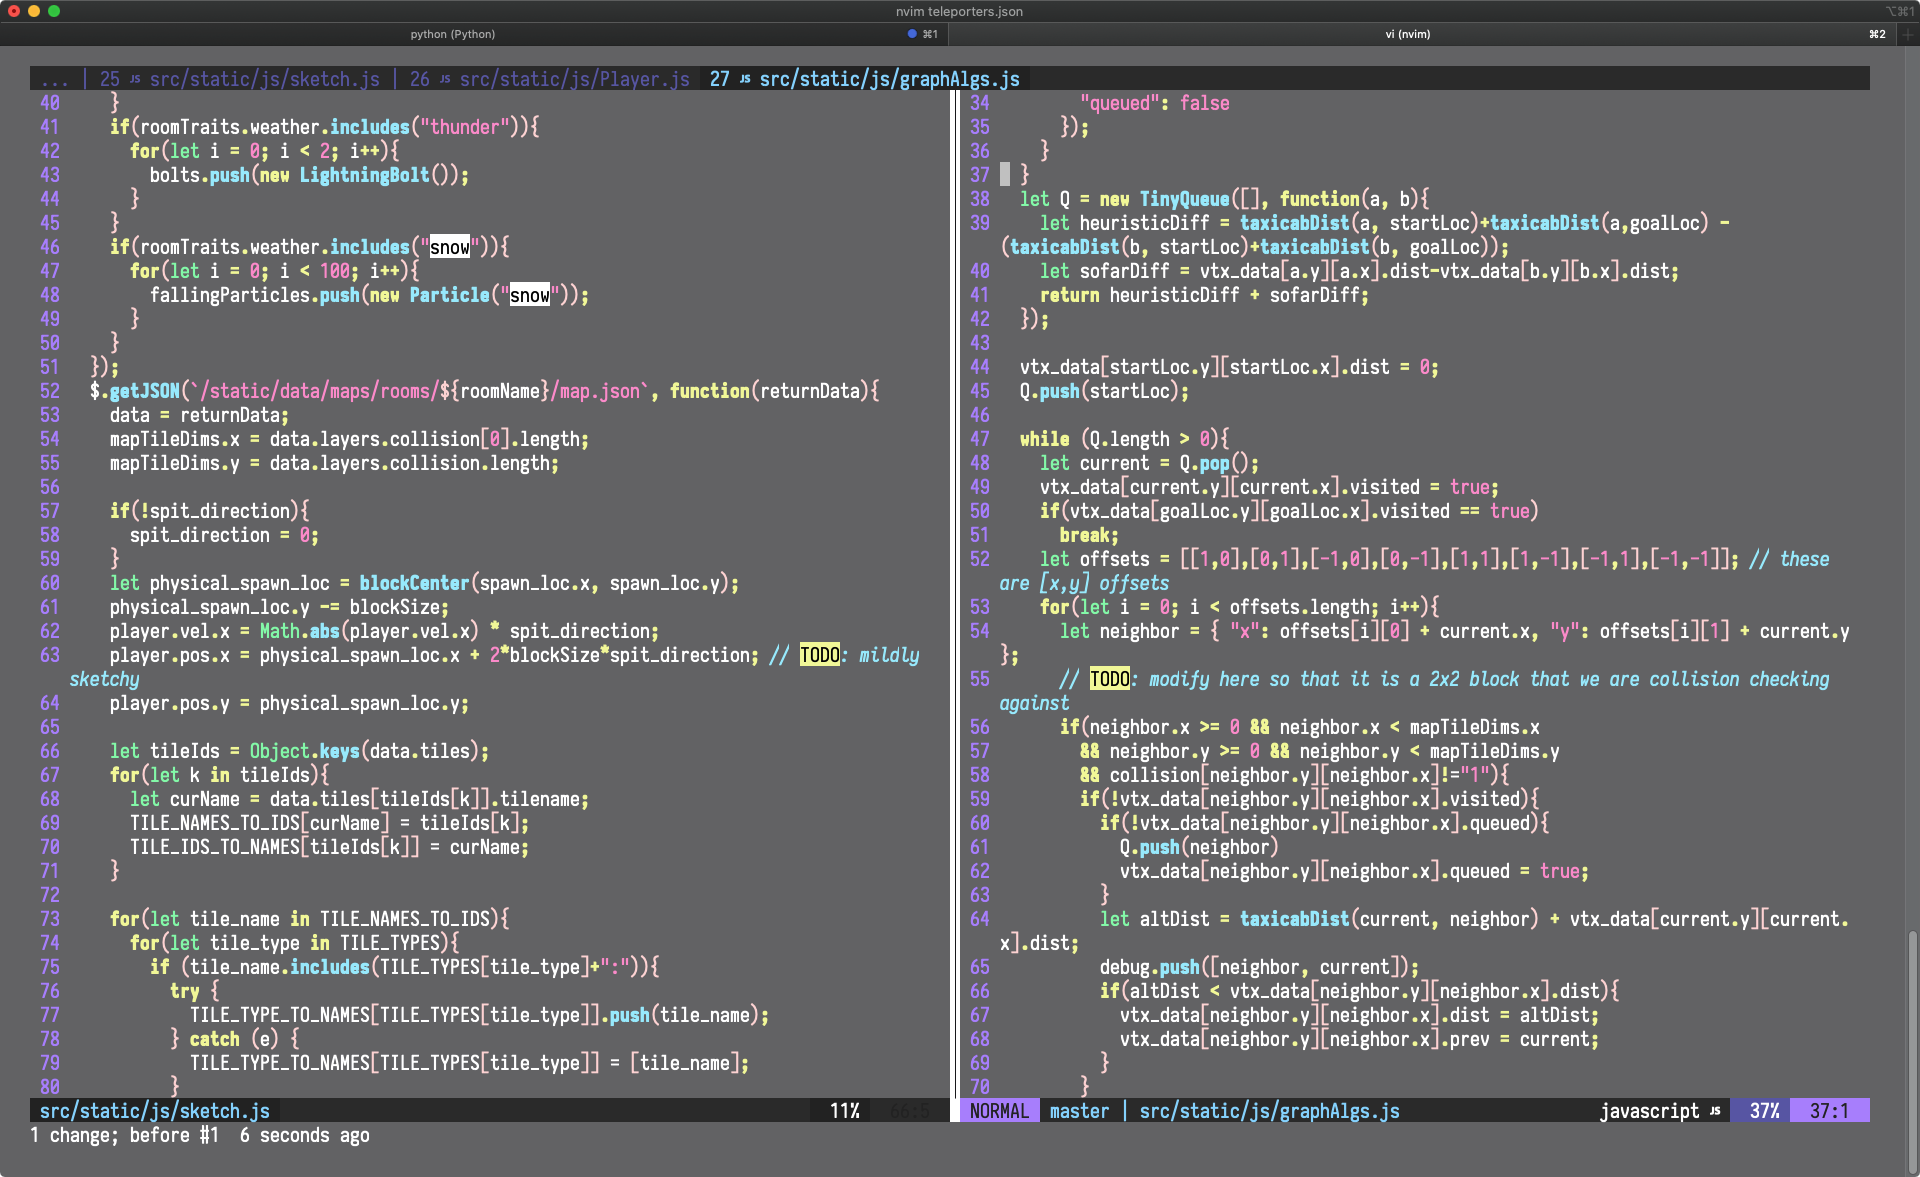 nvim teleporters.json
⌥⌘1
python (Python)
⌘1
vi (nvim)
⌘2
... | 25 JS src/static/js/sketch.js | 26 JS src/static/js/Player.js 27 JS src/static/js/graphAlgs.js
40     }
41     if(roomTraits.weather.includes("thunder")){
42       for(let i = 0; i < 2; i++){
43         bolts.push(new LightningBolt());
44       }
45     }
46     if(roomTraits.weather.includes("snow")){
47       for(let i = 0; i < 100; i++){
48         fallingParticles.push(new Particle("snow"));
49       }
50     }
51   });
52   $.getJSON(`/static/data/maps/rooms/${roomName}/map.json`, function(returnData){
53     data = returnData;
54     mapTileDims.x = data.layers.collision[0].length;
55     mapTileDims.y = data.layers.collision.length;
56
57     if(!spit_direction){
58       spit_direction = 0;
59     }
60     let physical_spawn_loc = blockCenter(spawn_loc.x, spawn_loc.y);
61     physical_spawn_loc.y -= blockSize;
62     player.vel.x = Math.abs(player.vel.x) * spit_direction;
63     player.pos.x = physical_spawn_loc.x + 2*blockSize*spit_direction; // TODO: mildly
sketchy
64     player.pos.y = physical_spawn_loc.y;
65
66     let tileIds = Object.keys(data.tiles);
67     for(let k in tileIds){
68       let curName = data.tiles[tileIds[k]].tilename;
69       TILE_NAMES_TO_IDS[curName] = tileIds[k];
70       TILE_IDS_TO_NAMES[tileIds[k]] = curName;
71     }
72
73     for(let tile_name in TILE_NAMES_TO_IDS){
74       for(let tile_type in TILE_TYPES){
75         if (tile_name.includes(TILE_TYPES[tile_type]+":")){
76           try {
77             TILE_TYPE_TO_NAMES[TILE_TYPES[tile_type]].push(tile_name);
78           } catch (e) {
79             TILE_TYPE_TO_NAMES[TILE_TYPES[tile_type]] = [tile_name];
80           }
src/static/js/sketch.js 11% 66:5
34         "queued": false
35       });
36     }
37   }
38   let Q = new TinyQueue([], function(a, b){
39     let heuristicDiff = taxicabDist(a, startLoc)+taxicabDist(a,goalLoc) -
(taxicabDist(b, startLoc)+taxicabDist(b, goalLoc));
40     let sofarDiff = vtx_data[a.y][a.x].dist-vtx_data[b.y][b.x].dist;
41     return heuristicDiff + sofarDiff;
42   });
43
44   vtx_data[startLoc.y][startLoc.x].dist = 0;
45   Q.push(startLoc);
46
47   while (Q.length > 0){
48     let current = Q.pop();
49     vtx_data[current.y][current.x].visited = true;
50     if(vtx_data[goalLoc.y][goalLoc.x].visited == true)
51       break;
52     let offsets = [[1,0],[0,1],[-1,0],[0,-1],[1,1],[1,-1],[-1,1],[-1,-1]]; // these
are [x,y] offsets
53     for(let i = 0; i < offsets.length; i++){
54       let neighbor = { "x": offsets[i][0] + current.x, "y": offsets[i][1] + current.y
};
55       // TODO: modify here so that it is a 2x2 block that we are collision checking
against
56       if(neighbor.x >= 0 && neighbor.x < mapTileDims.x
57         && neighbor.y >= 0 && neighbor.y < mapTileDims.y
58         && collision[neighbor.y][neighbor.x]!="1"){
59         if(!vtx_data[neighbor.y][neighbor.x].visited){
60           if(!vtx_data[neighbor.y][neighbor.x].queued){
61             Q.push(neighbor)
62             vtx_data[neighbor.y][neighbor.x].queued = true;
63           }
64           let altDist = taxicabDist(current, neighbor) + vtx_data[current.y][current.
x].dist;
65           debug.push([neighbor, current]);
66           if(altDist < vtx_data[neighbor.y][neighbor.x].dist){
67             vtx_data[neighbor.y][neighbor.x].dist = altDist;
68             vtx_data[neighbor.y][neighbor.x].prev = current;
69           }
70         }
NORMAL master | src/static/js/graphAlgs.js javascript JS 37% 37:1
1 change; before #1  6 seconds ago